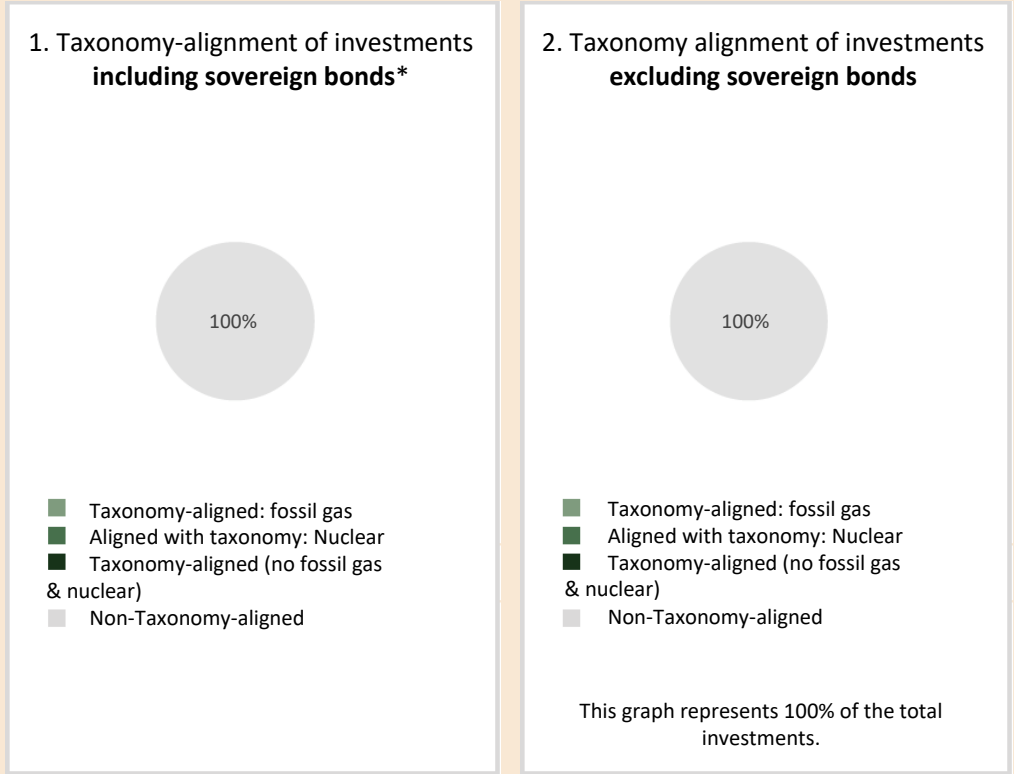 1. Taxonomy-alignment of investments
including sovereign bonds*
100%
Taxonomy-aligned: fossil gas
Aligned with taxonomy: Nuclear
Taxonomy-aligned (no fossil gas
& nuclear)
Non-Taxonomy-aligned
2. Taxonomy alignment of investments
excluding sovereign bonds
100%
Taxonomy-aligned: fossil gas
Aligned with taxonomy: Nuclear
Taxonomy-aligned (no fossil gas
& nuclear)
Non-Taxonomy-aligned
This graph represents 100% of the total
investments.